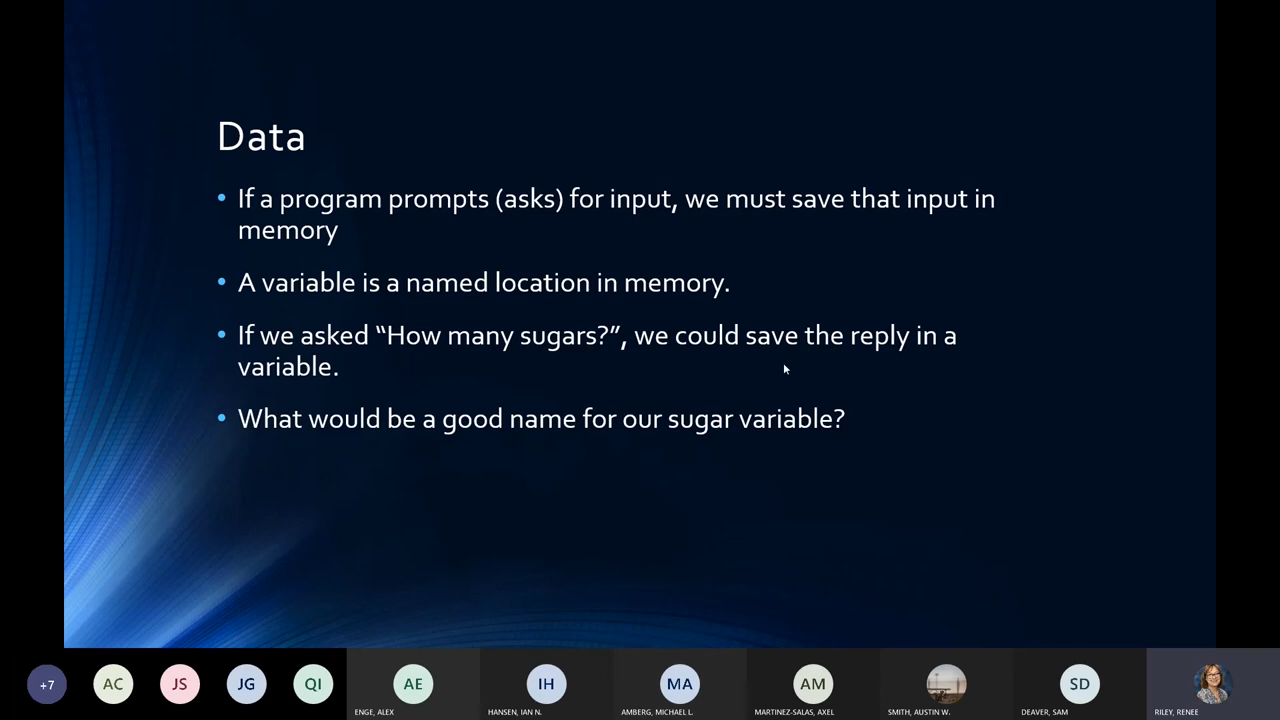 Data
• If a program prompts (asks) for input, we must save that input in
memory
• A variable is a named location in memory.
• If we asked “How many sugars?”, we could save the reply in a
variable.
• What would be a good name for our sugar variable?
+7
AC
JS
JG
QI
AE
IH
MA
AM
SD
ENGE, ALEX
HANSEN, IAN N.
AMBERG, MICHAEL L.
MARTINEZ-SALAS, AXEL
SMITH, AUSTIN W.
DEAVER, SAM
RILEY, RENEE